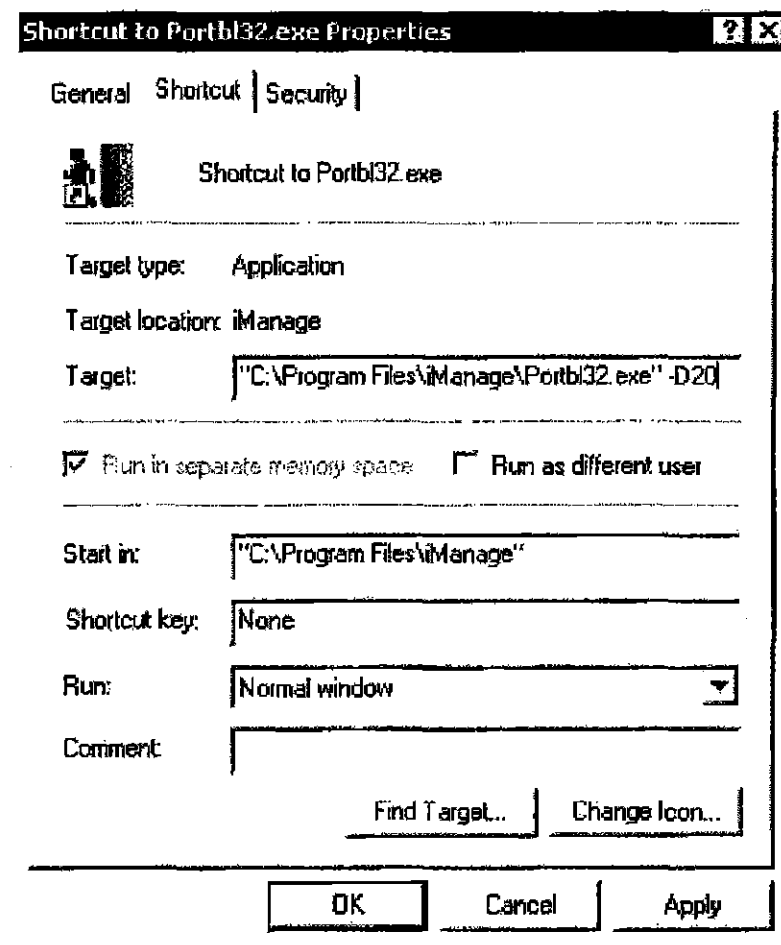 Shortcut to Portbl32.exe Properties ? X
General Shortcut Security
Shortcut to Portbl32.exe
Target type: Application
Target location: iManage
Target: "C:\Program Files\iManage\Portbl32.exe" -D20
Run in separate memory space Run as different user
Start in: "C:\Program Files\iManage"
Shortcut key: None
Run: Normal window
Comment:
Find Target... Change Icon...
OK Cancel Apply